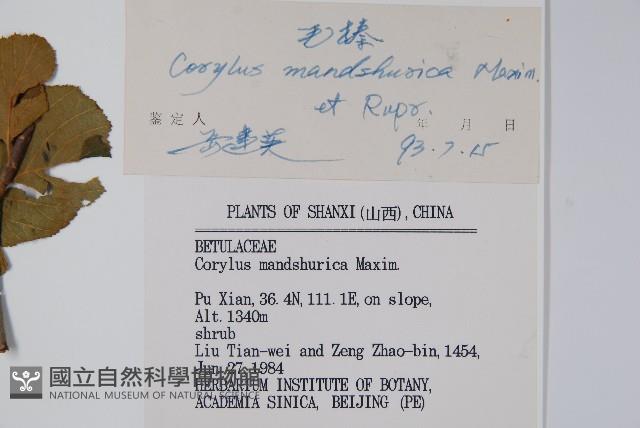 毛榛
Corylus mandshurica Maxim.
et Rupr.
鉴定人 年 月 日
93.7.15
PLANTS OF SHANXI(山西), CHINA
BETULACEAE
Corylus mandshurica Maxim.
Pu Xian, 36.4N, 111.1E, on slope,
Alt. 1340m
shrub
Liu Tian-wei and Zeng Zhao-bin, 1454,
Jun. 27, 1984
HERBARIUM INSTITUTE OF BOTANY,
ACADEMIA SINICA, BEIJING (PE)
國立自然科學博物館
NATIONAL MUSEUM OF NATURAL SCIENCE